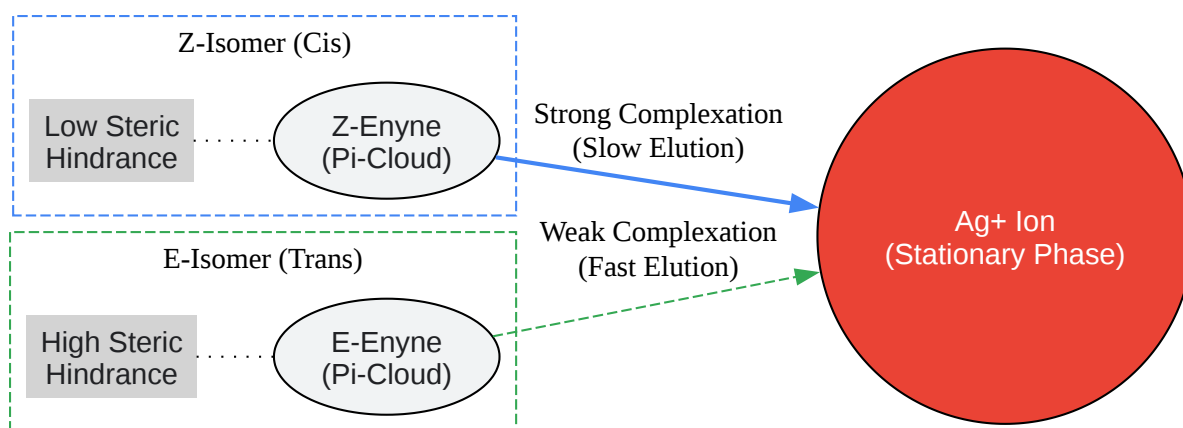 Z-Isomer (Cis)
Low Steric
Hindrance
Z-Enyne
(Pi-Cloud)
Strong Complexation
(Slow Elution)
Weak Complexation
(Fast Elution)
E-Isomer (Trans)
High Steric
Hindrance
E-Enyne
(Pi-Cloud)
Ag+ Ion
(Stationary Phase)